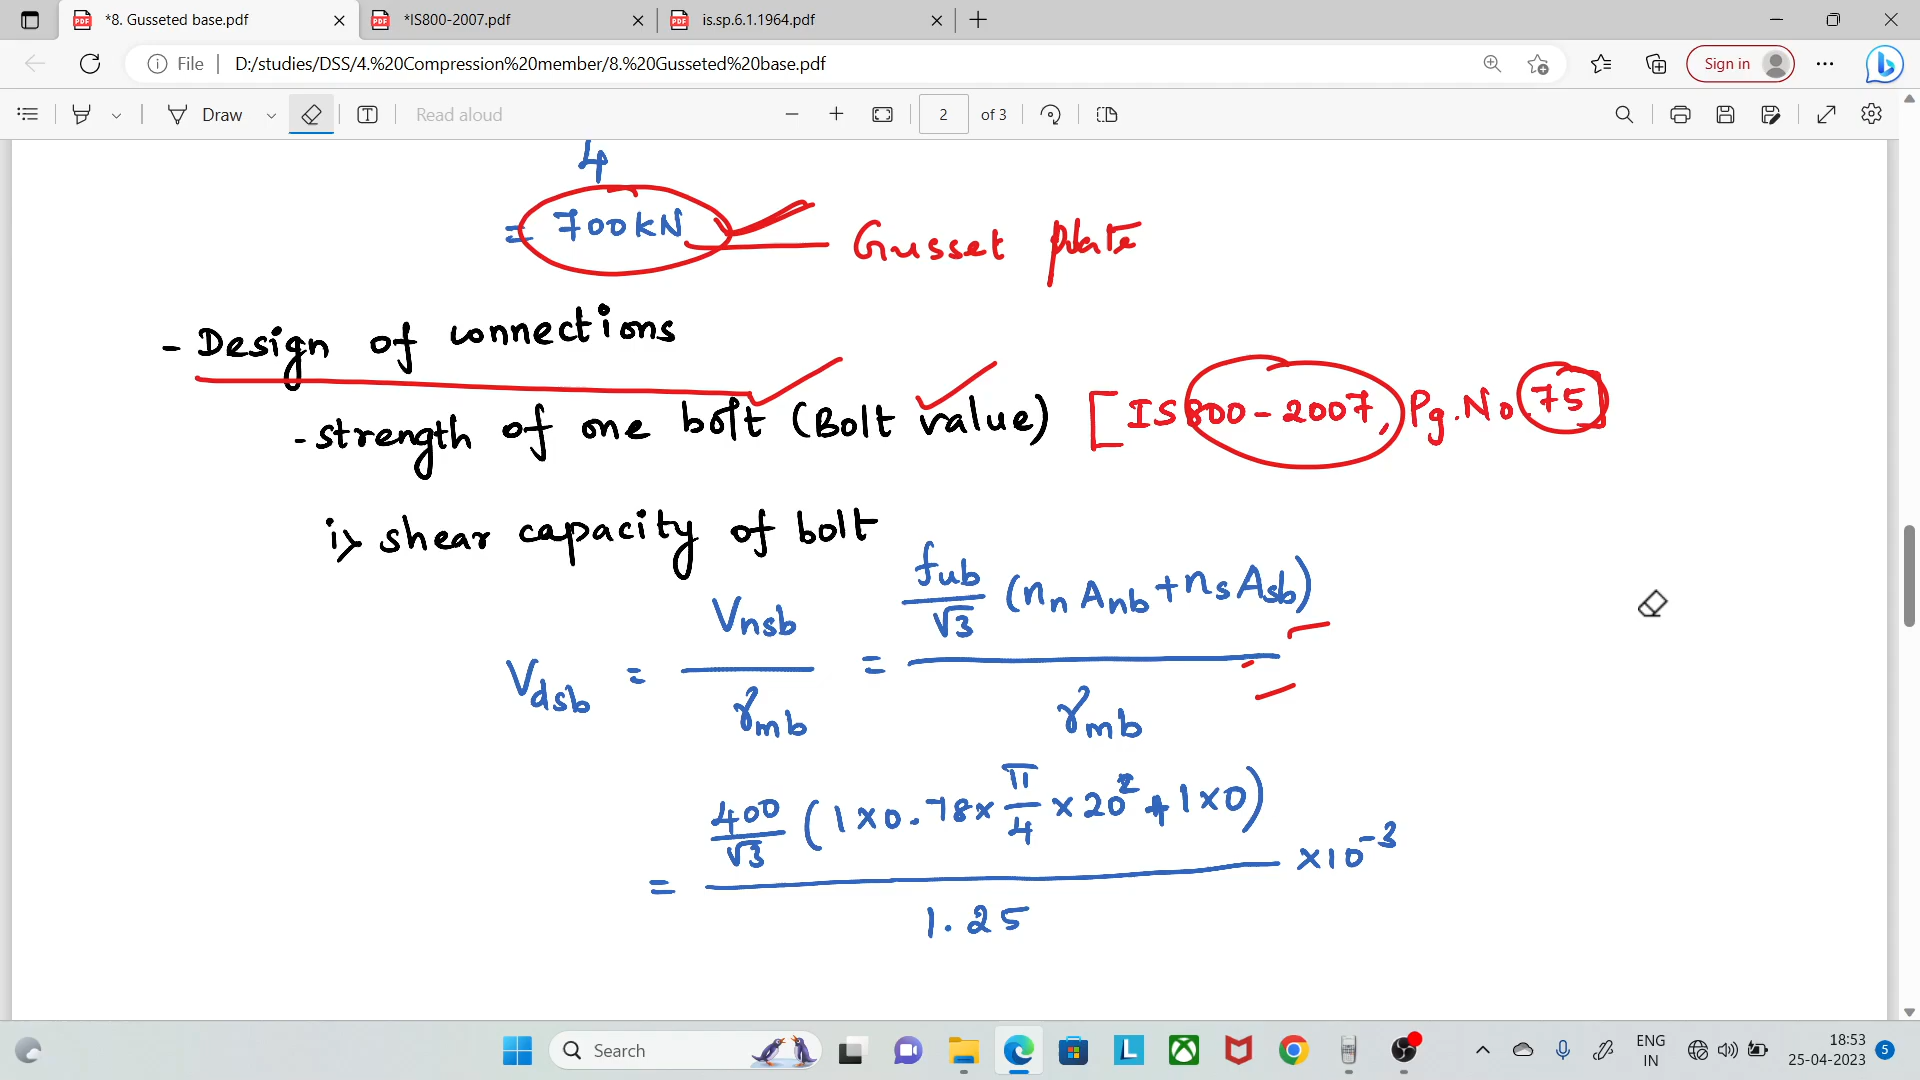 *8. Gusseted base.pdf
*IS800-2007.pdf
is.sp.6.1.1964.pdf
File
D:/studies/DSS/4.%20Compression%20member/8.%20Gusseted%20base.pdf
Sign in
Draw
Read aloud
2 of 3
4
= 700kN
Gusset plate
- Design of connections
- strength of one bolt (Bolt value) [IS800-2007, Pg.No.75]
i> shear capacity of bolt
Vdsb = Vnsb / γmb = fub/√3 (nn Anb + ns Asb) / γmb
= 400/√3 (1×0.78×π/4×20²+1×0) / 1.25 ×10⁻³
Search
ENG
IN
18:53
25-04-2023
5